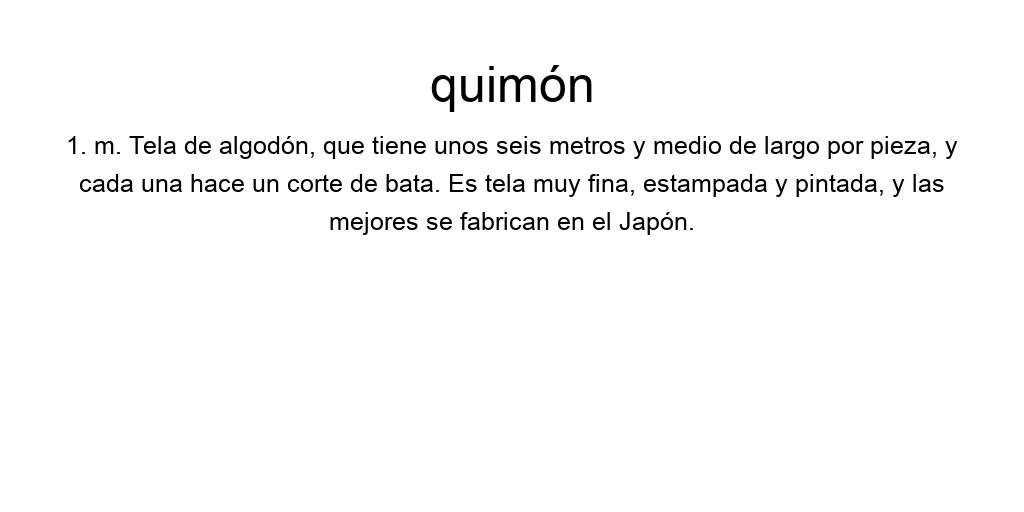 quimón
1. m. Tela de algodón, que tiene unos seis metros y medio de largo por pieza, y
cada una hace un corte de bata. Es tela muy fina, estampada y pintada, y las
mejores se fabrican en el Japón.